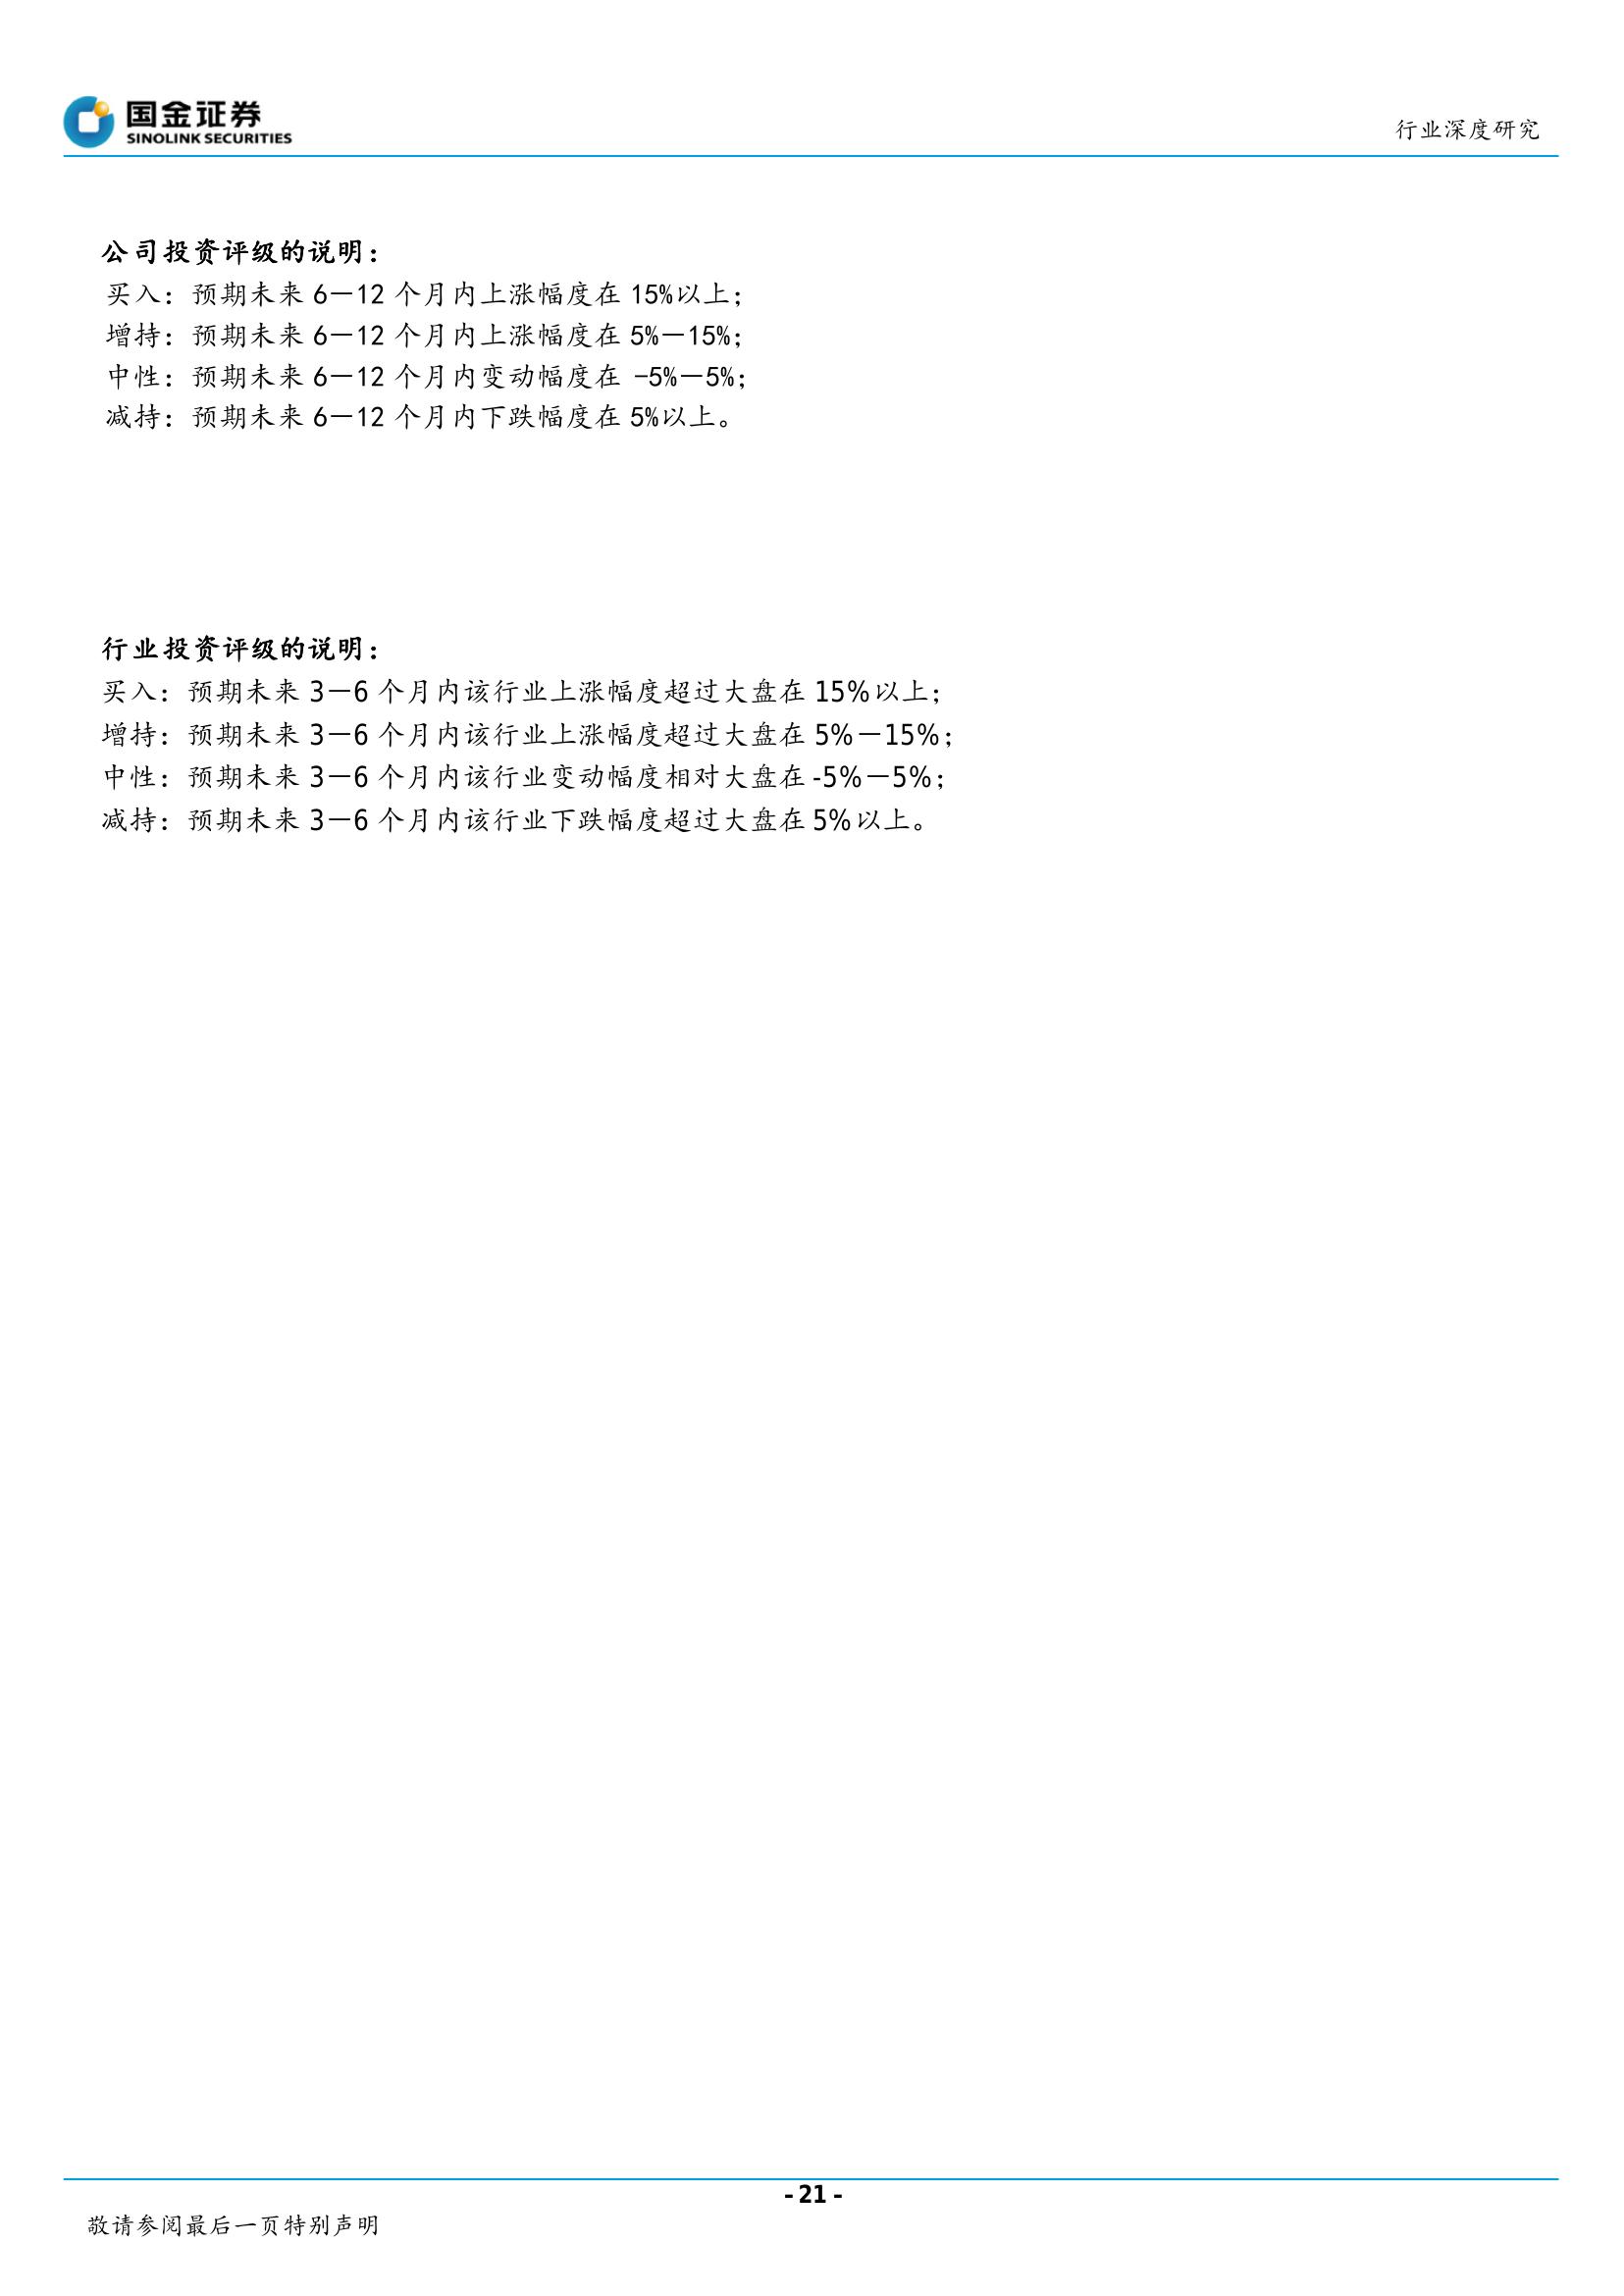 国金证券
SINOLINK SECURITIES
行业深度研究
公司投资评级的说明：
买入：预期未来 6－12 个月内上涨幅度在 15%以上；
增持：预期未来 6－12 个月内上涨幅度在 5%－15%；
中性：预期未来 6－12 个月内变动幅度在 -5%－5%；
减持：预期未来 6－12 个月内下跌幅度在 5%以上。
行业投资评级的说明：
买入：预期未来 3－6 个月内该行业上涨幅度超过大盘在 15%以上；
增持：预期未来 3－6 个月内该行业上涨幅度超过大盘在 5%－15%；
中性：预期未来 3－6 个月内该行业变动幅度相对大盘在 -5%－5%；
减持：预期未来 3－6 个月内该行业下跌幅度超过大盘在 5%以上。
- 21 -
敬请参阅最后一页特别声明